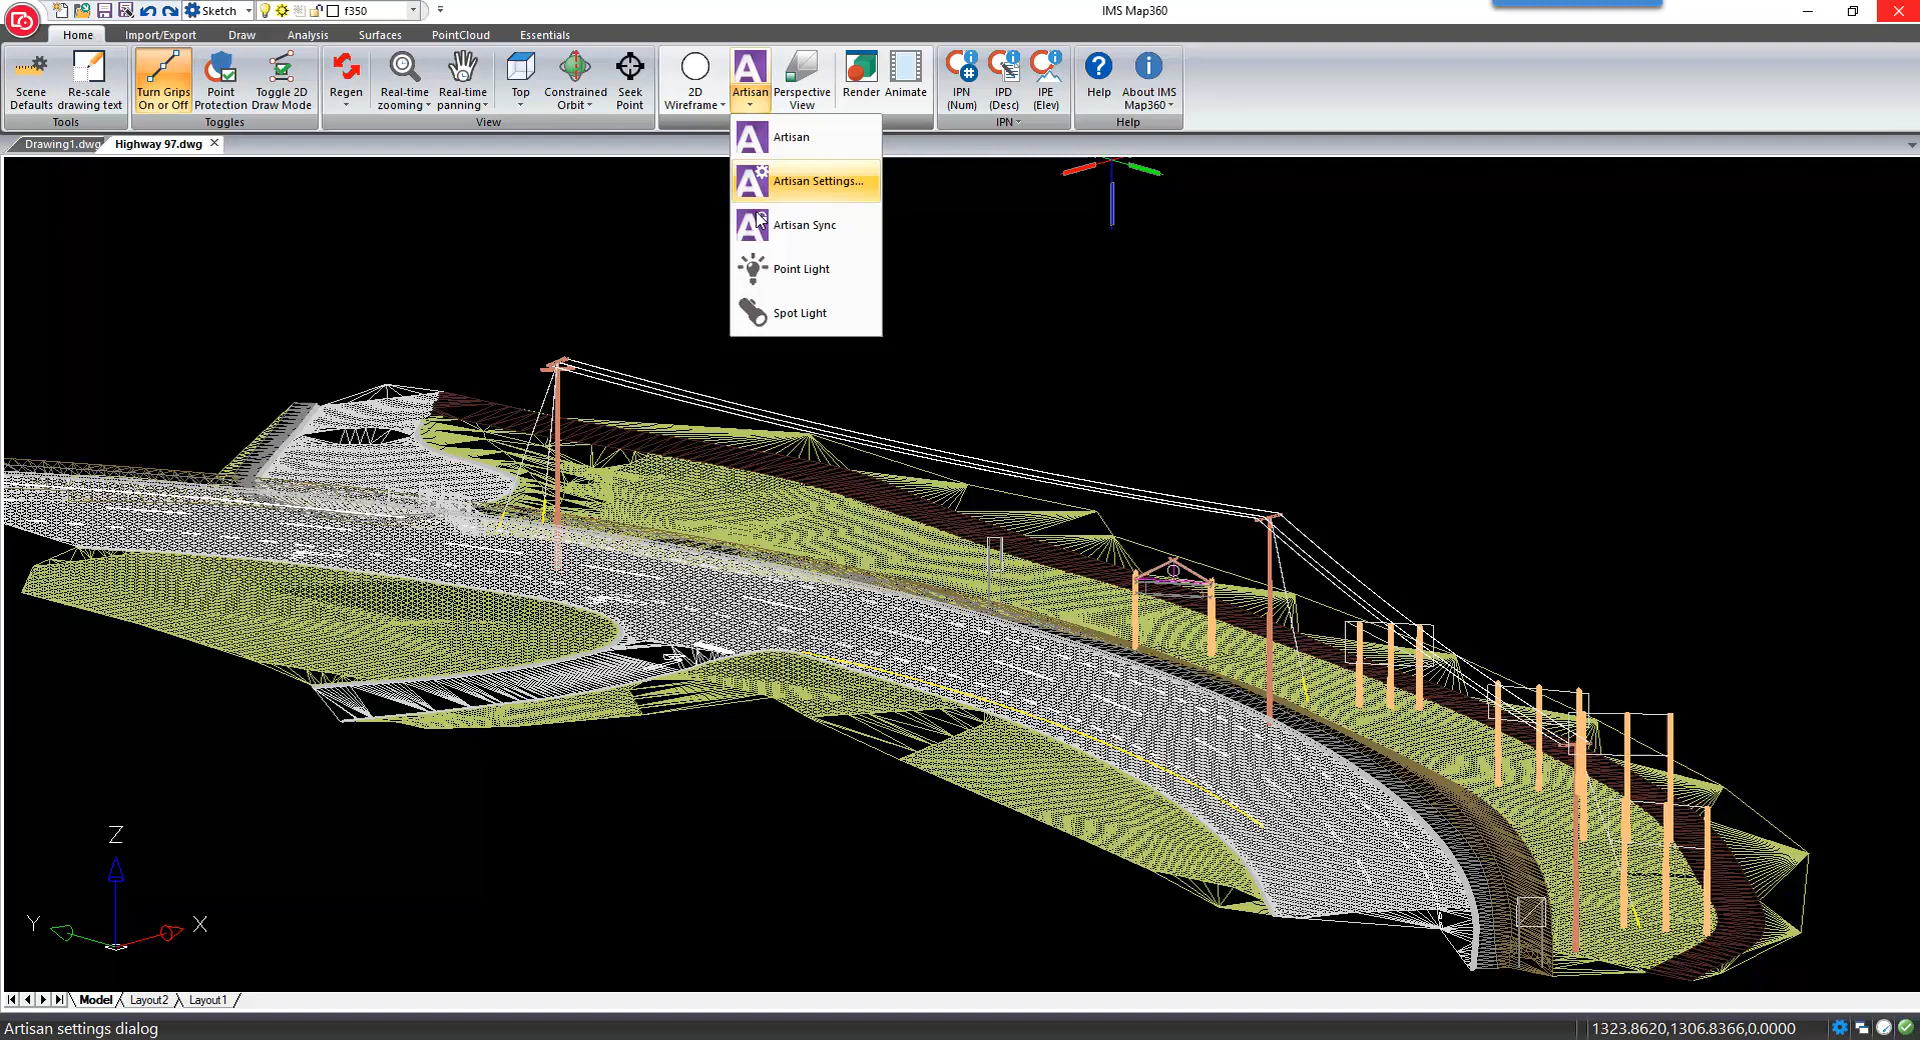 Sketch
f350
IMS Map360
Home
Import/Export
Draw
Analysis
Surfaces
PointCloud
Essentials
Scene Defaults
Re-scale drawing text
Turn Grips On or Off
Point Protection
Toggle 2D Draw Mode
Regen
Real-time zooming
Real-time panning
Top
Constrained Orbit
Seek Point
2D Wireframe
Artisan
Perspective View
Render
Animate
IPN (Num)
IPD (Desc)
IPE (Elev)
Help
About IMS Map360
Tools
Toggles
View
IPN
Help
Drawing1.dwg
Highway 97.dwg
Artisan
Artisan Settings...
Artisan Sync
Point Light
Spot Light
Z
Y
X
Model
Layout2
Layout1
Artisan settings dialog
1323.8620,1306.8366,0.0000